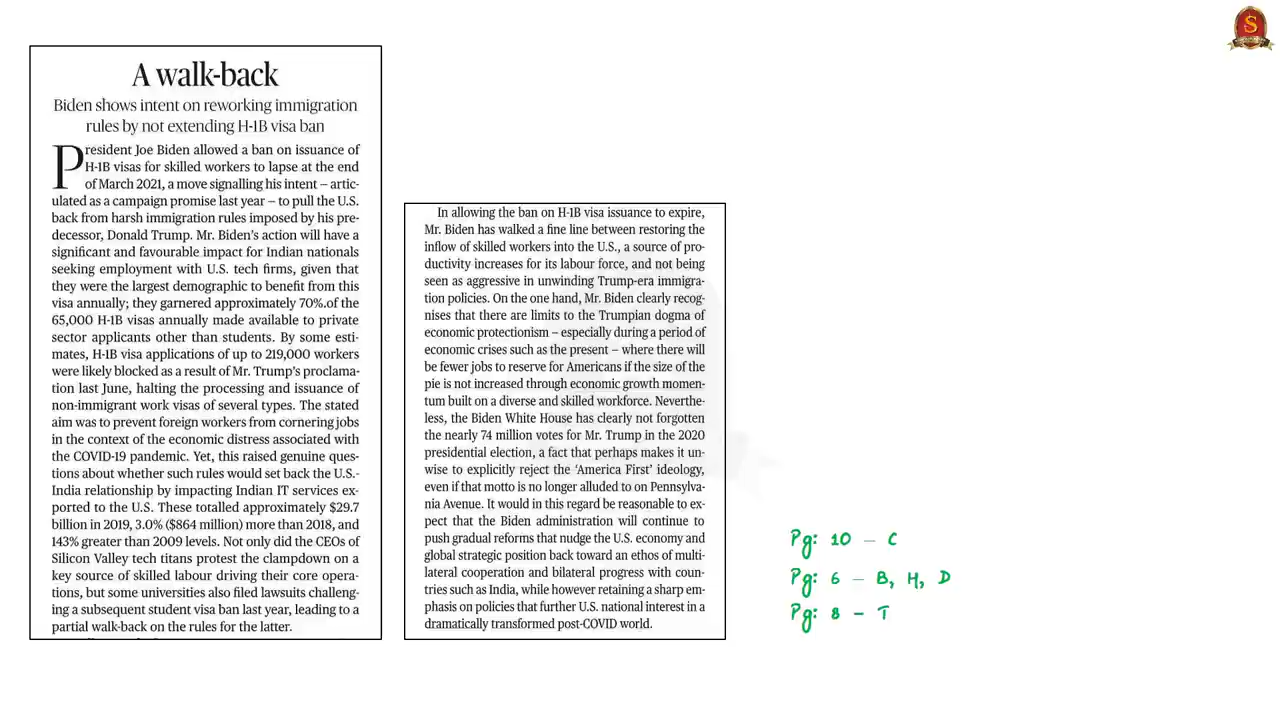 A walk-back
Biden shows intent on reworking immigration
rules by not extending H-1B visa ban
President Joe Biden allowed a ban on issuance of
H-1B visas for skilled workers to lapse at the end
of March 2021, a move signalling his intent – artic-
ulated as a campaign promise last year – to pull the U.S.
back from harsh immigration rules imposed by his pre-
decessor, Donald Trump. Mr. Biden's action will have a
significant and favourable impact for Indian nationals
seeking employment with U.S. tech firms, given that
they were the largest demographic to benefit from this
visa annually; they garnered approximately 70%.of the
65,000 H-1B visas annually made available to private
sector applicants other than students. By some esti-
mates, H-1B visa applications of up to 219,000 workers
were likely blocked as a result of Mr. Trump's proclama-
tion last June, halting the processing and issuance of
non-immigrant work visas of several types. The stated
aim was to prevent foreign workers from cornering jobs
in the context of the economic distress associated with
the COVID-19 pandemic. Yet, this raised genuine ques-
tions about whether such rules would set back the U.S.-
India relationship by impacting Indian IT services ex-
ported to the U.S. These totalled approximately $29.7
billion in 2019, 3.0% ($864 million) more than 2018, and
143% greater than 2009 levels. Not only did the CEOs of
Silicon Valley tech titans protest the clampdown on a
key source of skilled labour driving their core opera-
tions, but some universities also filed lawsuits challeng-
ing a subsequent student visa ban last year, leading to a
partial walk-back on the rules for the latter.
In allowing the ban on H-1B visa issuance to expire,
Mr. Biden has walked a fine line between restoring the
inflow of skilled workers into the U.S., a source of pro-
ductivity increases for its labour force, and not being
seen as aggressive in unwinding Trump-era immigra-
tion policies. On the one hand, Mr. Biden clearly recog-
nises that there are limits to the Trumpian dogma of
economic protectionism – especially during a period of
economic crises such as the present – where there will
be fewer jobs to reserve for Americans if the size of the
pie is not increased through economic growth momen-
tum built on a diverse and skilled workforce. Neverthe-
less, the Biden White House has clearly not forgotten
the nearly 74 million votes for Mr. Trump in the 2020
presidential election, a fact that perhaps makes it un-
wise to explicitly reject the 'America First' ideology,
even if that motto is no longer alluded to on Pennsylva-
nia Avenue. It would in this regard be reasonable to ex-
pect that the Biden administration will continue to
push gradual reforms that nudge the U.S. economy and
global strategic position back toward an ethos of multi-
lateral cooperation and bilateral progress with coun-
tries such as India, while however retaining a sharp em-
phasis on policies that further U.S. national interest in a
dramatically transformed post-COVID world.
Pg: 10 – C
Pg: 6 – B, H, D
Pg: 8 – T
S